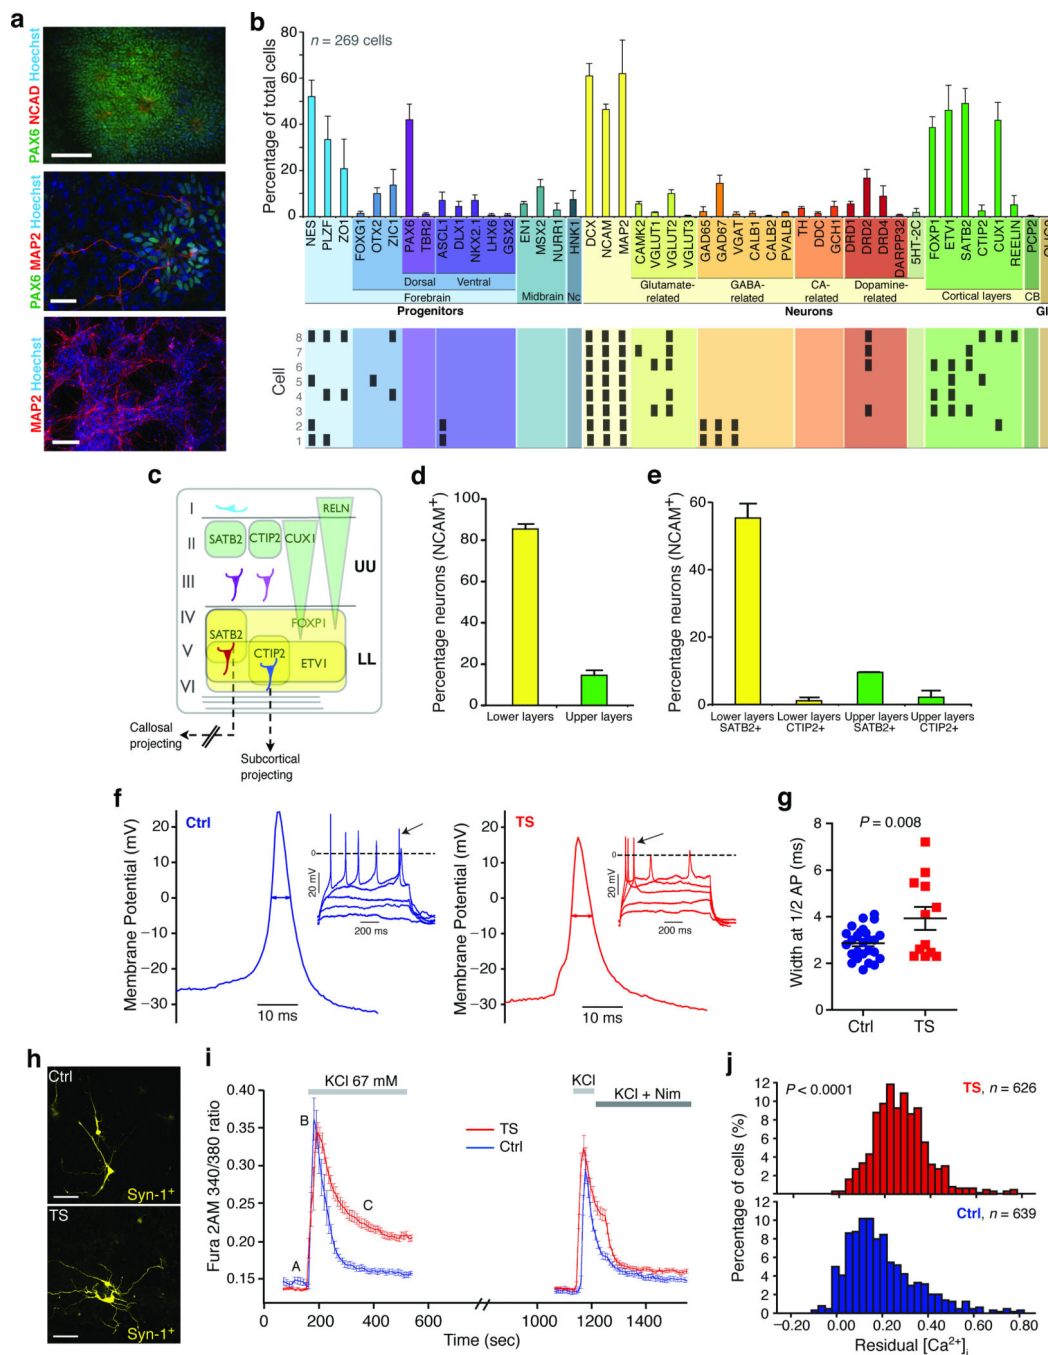 a
PAX6 NCAD Hoechst
PAX6 MAP2 Hoechst
MAP2 Hoechst
b
n = 269 cells
Percentage of total cells
80
60
40
20
0
NES
PLZF
ZO1
FOXG1
OTX2
ZIC1
PAX6
TBR2
ASCL1
DLX1
NKX2.1
LHX6
GSX2
EN1
MSX2
NURR1
HNK1
DCX
NCAM
MAP2
CAMK2
VGLUT1
VGLUT2
VGLUT3
GAD65
GAD67
VGAT
CALB1
CALB2
PVALB
TH
DDC
GCH1
DRD1
DRD2
DRD4
DARPP32
5HT-2C
FOXP1
ETV1
SATB2
CTIP2
CUX1
REELIN
PCP2
Dorsal
Ventral
Forebrain
Midbrain
Nc
Glutamate-related
GABA-related
CA-related
Dopamine-related
Cortical layers
CB
Progenitors
Neurons
Gl
Cell
8
7
6
5
4
3
2
1
c
I
II
III
IV
V
VI
RELN
SATB2
CTIP2
CUX1
UU
FOXP1
SATB2
CTIP2
ETV1
LL
Callosal projecting
Subcortical projecting
d
Percentage neurons (NCAM+)
100
80
60
40
20
0
Lower layers
Upper layers
e
Percentage neurons (NCAM+)
60
40
20
0
Lower layers SATB2+
Lower layers CTIP2+
Upper layers SATB2+
Upper layers CTIP2+
f
Ctrl
Membrane Potential (mV)
20
10
0
−10
−20
−30
10 ms
0
20 mV
200 ms
TS
Membrane Potential (mV)
20
10
0
−10
−20
−30
10 ms
0
20 mV
200 ms
g
P = 0.008
Width at 1/2 AP (ms)
8
6
4
2
0
Ctrl
TS
h
Ctrl
Syn-1+
TS
Syn-1+
i
KCl 67 mM
KCl
KCl + Nim
Fura 2AM 340/380 ratio
0.40
0.35
0.30
0.25
0.20
0.15
A
B
C
TS
Ctrl
0
200
400
600
1000
1200
1400
Time (sec)
j
P < 0.0001
TS, n = 626
Ctrl, n = 639
Percentage of cells (%)
12
10
8
6
4
2
12
10
8
6
4
2
0
−0.20
0.00
0.20
0.40
0.60
0.80
Residual [Ca2+]i